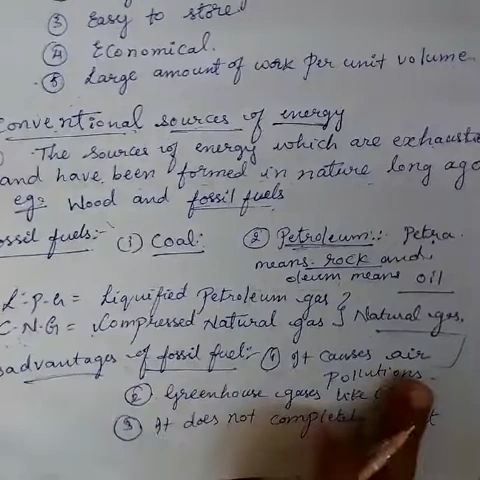 ③ Easy to store
④ Economical.
⑤ Large amount of work per unit volume.
Conventional sources of energy
The sources of energy which are exhausti
and have been formed in nature long ago
eg: Wood and fossil fuels
ossil fuels:- (1) Coal: ② Petroleum:- Petra
means rock and
oleum means oil
L.P.G = Liquified Petroleum gas }
C.N.G = Compressed Natural gas } Natural gas.
sadvantages of fossil fuel:- ① It causes air
Pollutions.
② Greenhouse gases like
③ It does not complete